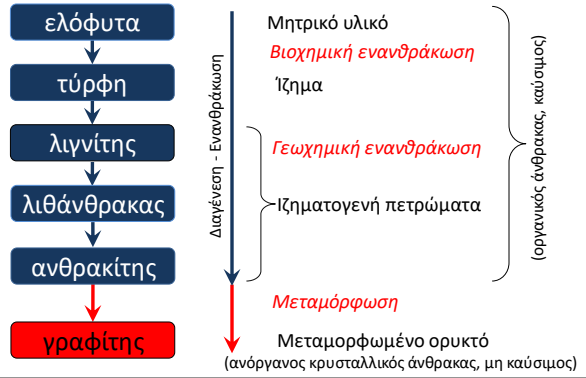 ελόφυτα
τύρφη
λιγνίτης
λιθάνθρακας
ανθρακίτης
γραφίτης
Διαγένεση - Ενανθράκωση
Μητρικό υλικό
Βιοχημική ενανθράκωση
Ίζημα
Γεωχημική ενανθράκωση
Ιζηματογενή πετρώματα
Μεταμόρφωση
Μεταμορφωμένο ορυκτό
(ανόργανος κρυσταλλικός άνθρακας, μη καύσιμος)
(οργανικός άνθρακας, καύσιμος)